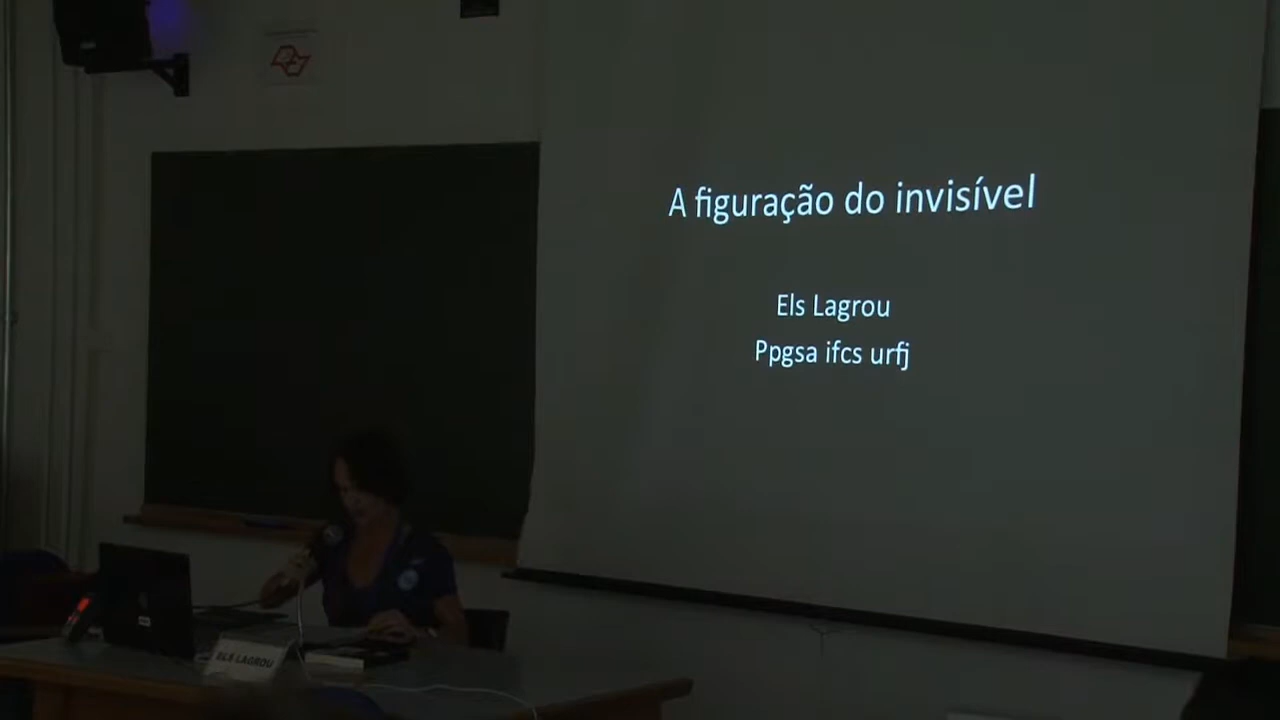 A figuração do invisível
Els Lagrou
Ppgsa ifcs urfj
ELS LAGROU